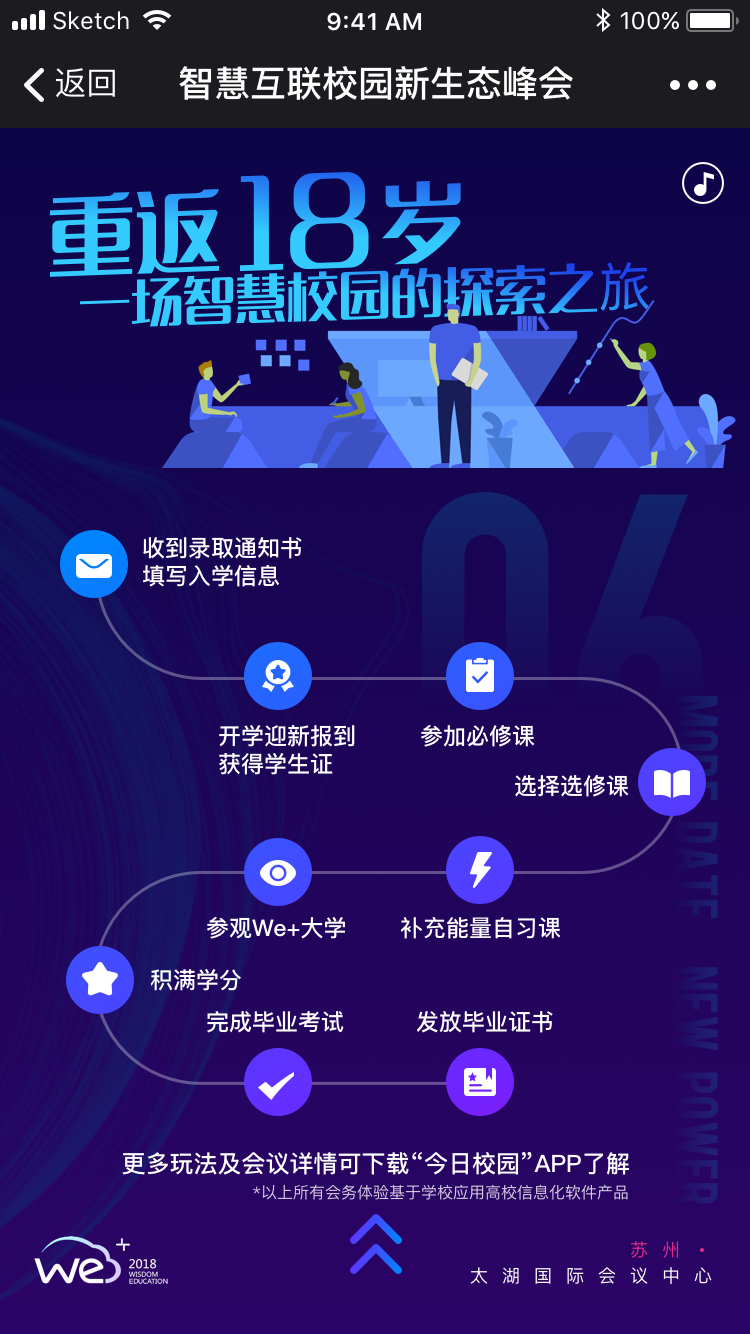 Sketch 9:41 AM 100%
返回 智慧互联校园新生态峰会
重返18岁
一场智慧校园的探索之旅
06
收到录取通知书
填写入学信息
开学迎新报到
获得学生证
参加必修课
选择选修课
参观We+大学
补充能量自习课
积满学分
完成毕业考试
发放毕业证书
MORE DATE NEW POWER
更多玩法及会议详情可下载“今日校园”APP了解
*以上所有会务体验基于学校应用高校信息化软件产品
we+
2018
WISDOM
EDUCATION
苏州·
太湖国际会议中心